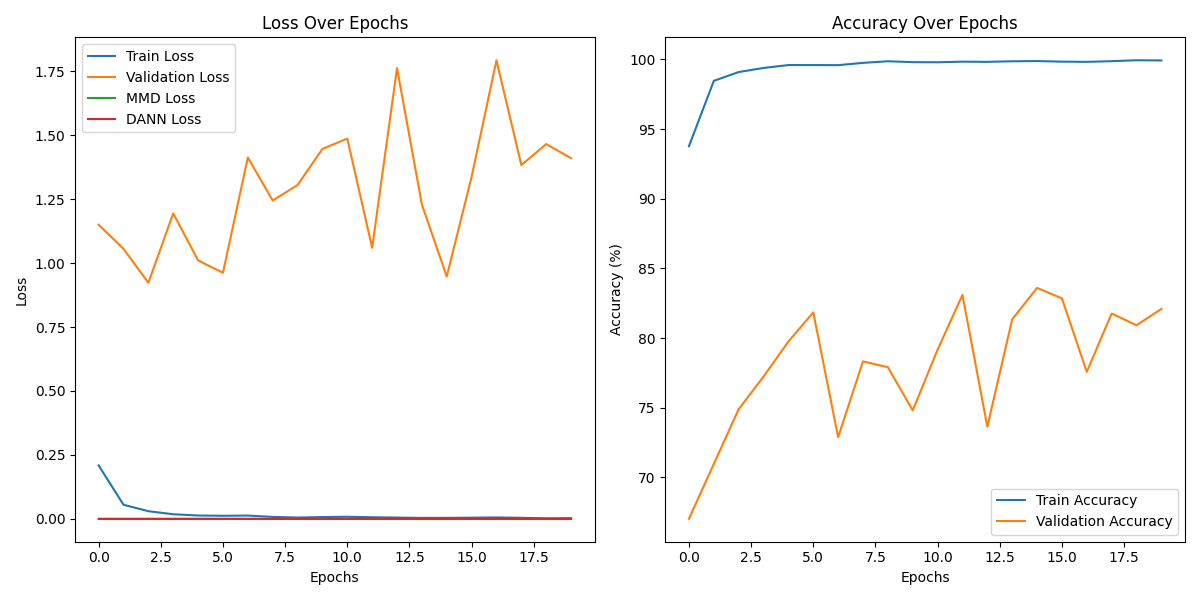 Loss Over Epochs
Train Loss
Validation Loss
MMD Loss
DANN Loss
1.75
1.50
1.25
1.00
0.75
0.50
0.25
0.00
Loss
0.0 2.5 5.0 7.5 10.0 12.5 15.0 17.5
Epochs
Accuracy Over Epochs
100
95
90
85
80
75
70
Accuracy (%)
Train Accuracy
Validation Accuracy
0.0 2.5 5.0 7.5 10.0 12.5 15.0 17.5
Epochs